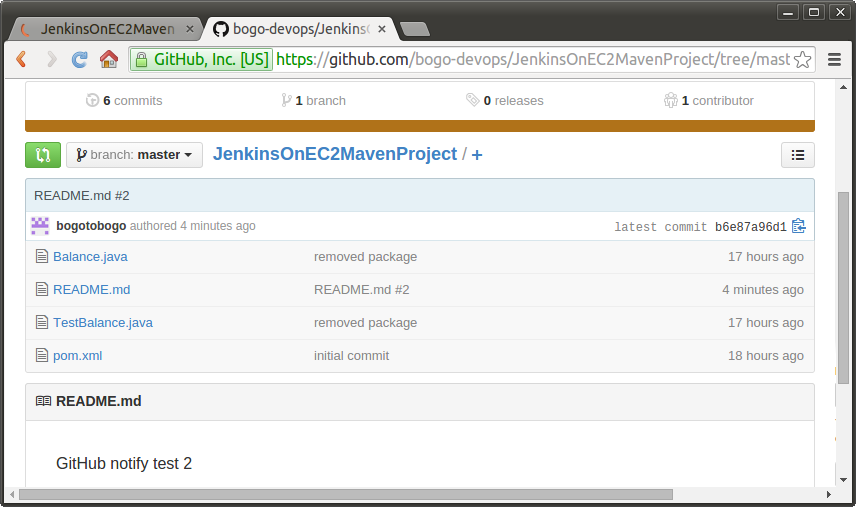 JenkinsOnEC2Maven
bogo-devops/Jenkins
GitHub, Inc. [US] https://github.com/bogo-devops/JenkinsOnEC2MavenProject/tree/mast
6 commits 1 branch 0 releases 1 contributor
branch: master JenkinsOnEC2MavenProject / +
README.md #2
bogotobogo authored 4 minutes ago latest commit b6e87a96d1
Balance.java removed package 17 hours ago
README.md README.md #2 4 minutes ago
TestBalance.java removed package 17 hours ago
pom.xml initial commit 18 hours ago
README.md
GitHub notify test 2